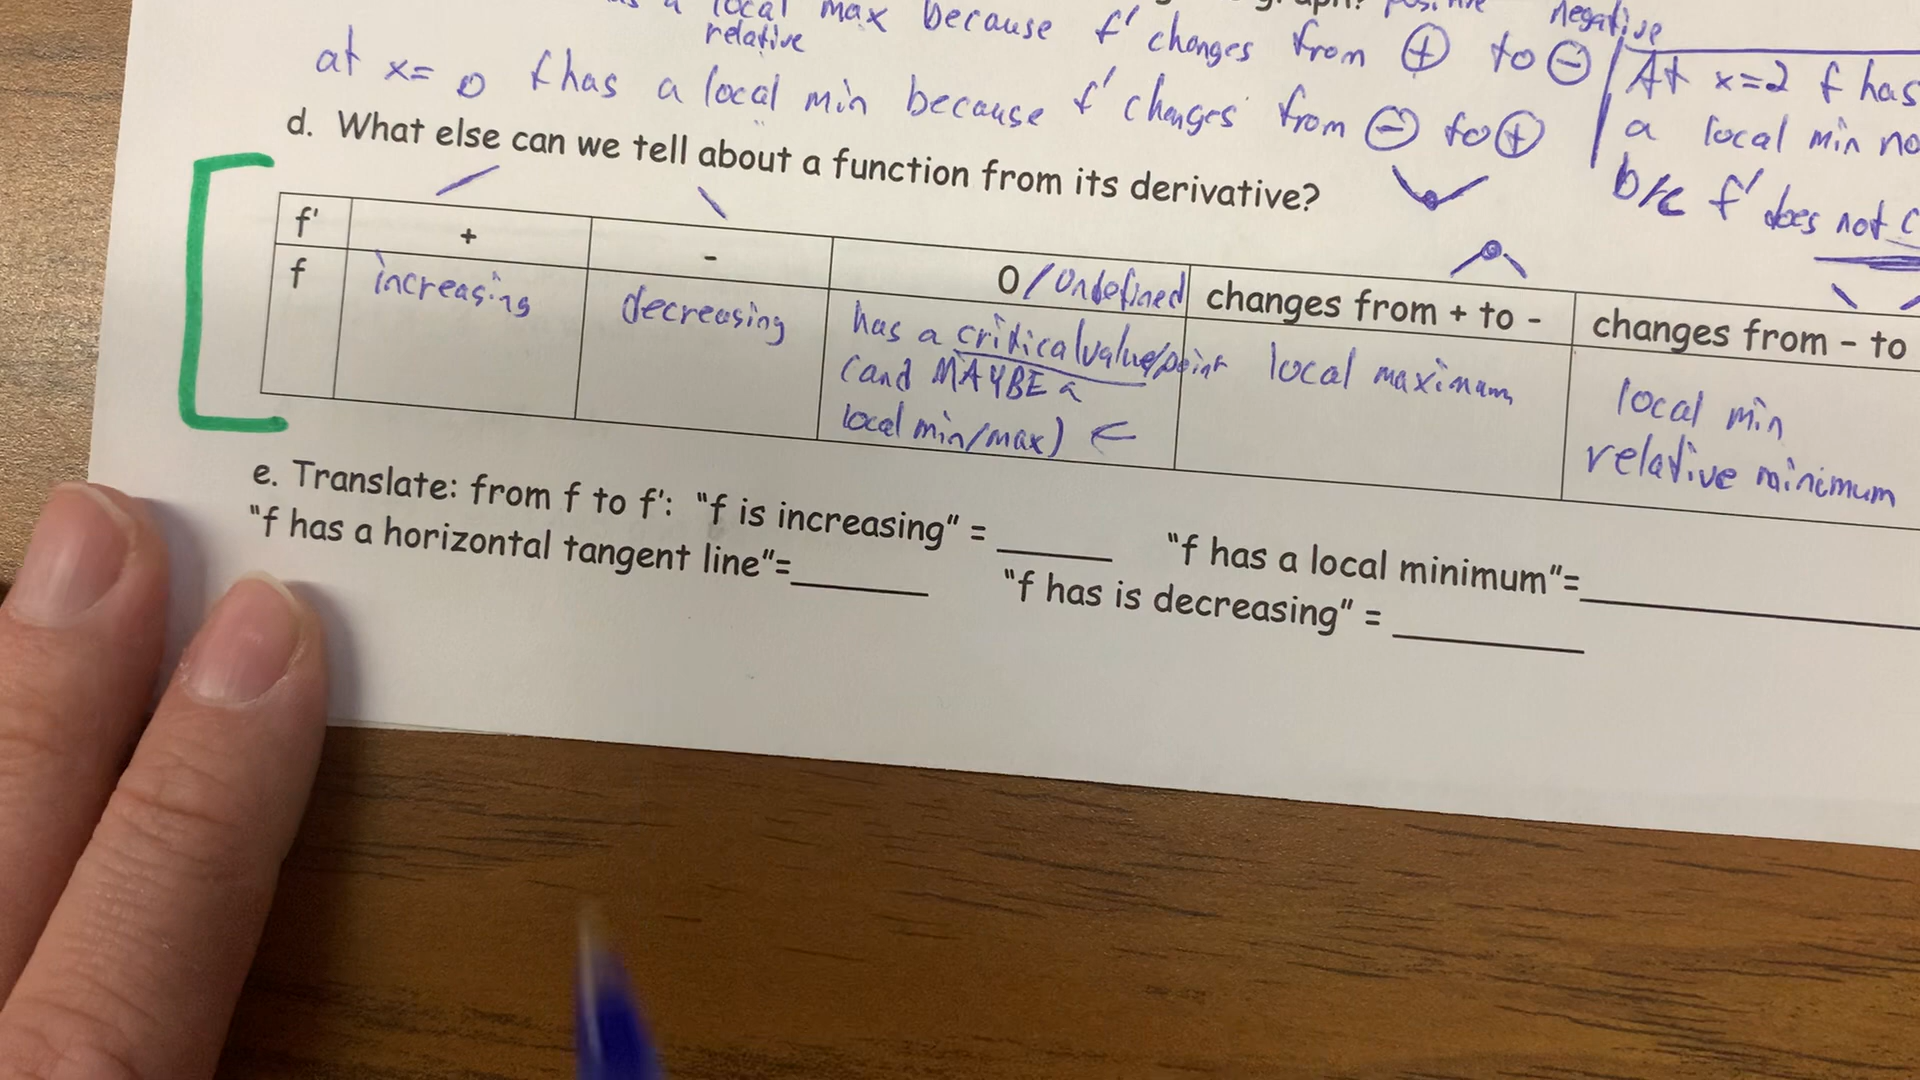 local max because f' changes from ⊕ to ⊖
relative
negative
at x= 0 f has a local min because f' changes from ⊖ to ⊕
At x=2 f has
a local min no
b/c f' does not c
d. What else can we tell about a function from its derivative?
f' + - 0/Undefined changes from + to - changes from - to
f increasing decreasing has a critical value/point (and MAYBE a local min/max) ← local maximum local min relative minimum
e. Translate: from f to f': "f is increasing" = ______ "f has a local minimum"=______
"f has a horizontal tangent line"=______ "f has is decreasing" = ______